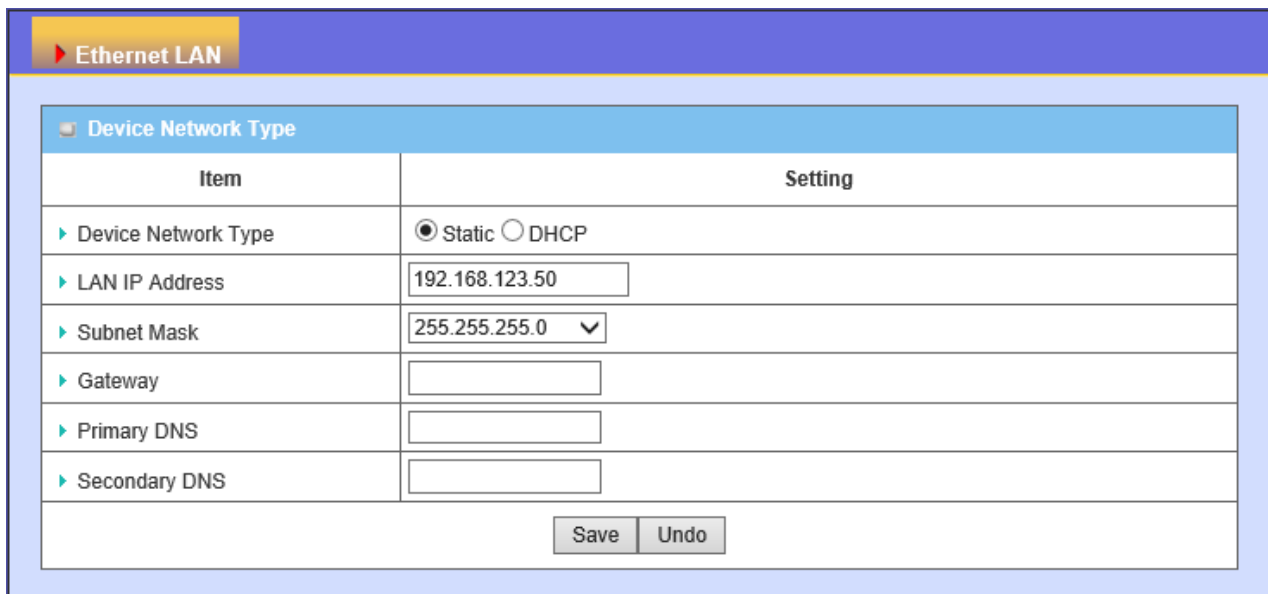 Ethernet LAN
Device Network Type
Item Setting
Device Network Type Static DHCP
LAN IP Address 192.168.123.50
Subnet Mask 255.255.255.0
Gateway
Primary DNS
Secondary DNS
Save Undo